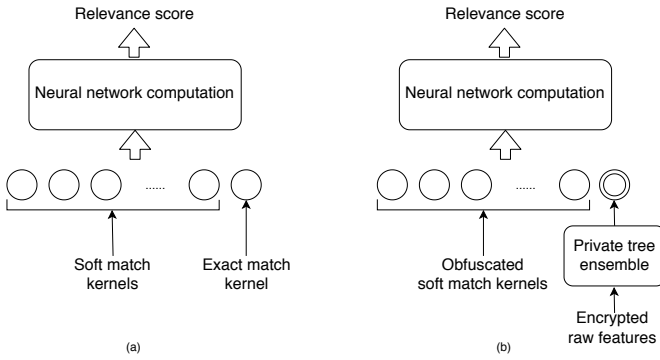 Relevance score
Neural network computation
......
Soft match
kernels
Exact match
kernel
(a)
Relevance score
Neural network computation
......
Obfuscated
soft match kernels
Private tree
ensemble
Encrypted
raw features
(b)